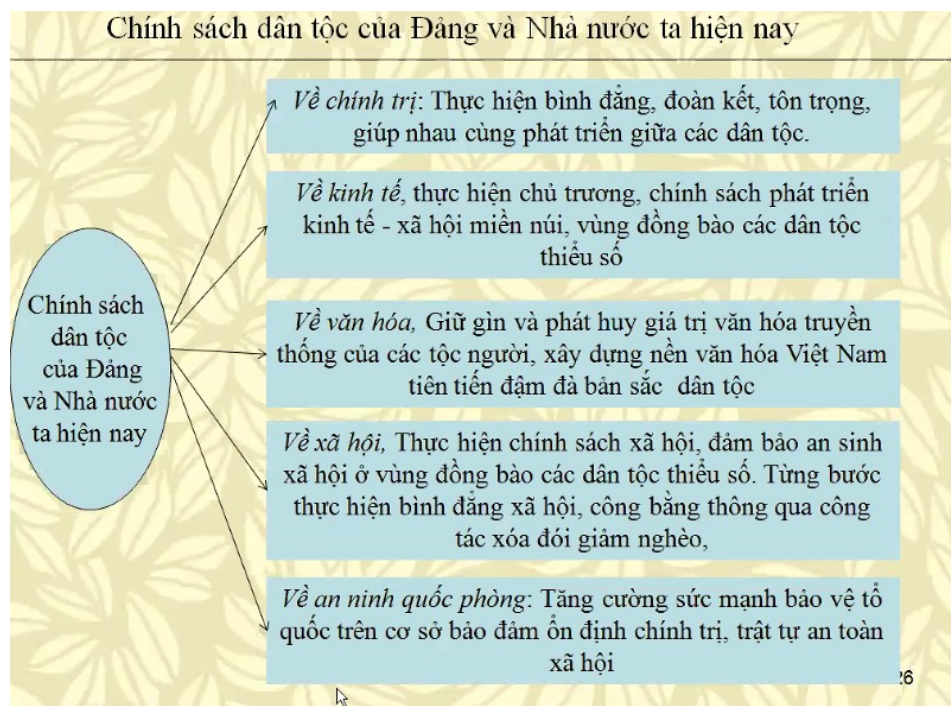 Chính sách dân tộc của Đảng và Nhà nước ta hiện nay
Chính sách
dân tộc
của Đảng
và Nhà nước
ta hiện nay
Về chính trị: Thực hiện bình đẳng, đoàn kết, tôn trọng,
giúp nhau cùng phát triển giữa các dân tộc.
Về kinh tế, thực hiện chủ trương, chính sách phát triển
kinh tế - xã hội miền núi, vùng đồng bào các dân tộc
thiểu số
Về văn hóa, Giữ gìn và phát huy giá trị văn hóa truyền
thống của các tộc người, xây dựng nền văn hóa Việt Nam
tiên tiến đậm đà bản sắc dân tộc
Về xã hội, Thực hiện chính sách xã hội, đảm bảo an sinh
xã hội ở vùng đồng bào các dân tộc thiểu số. Từng bước
thực hiện bình đẳng xã hội, công bằng thông qua công
tác xóa đói giảm nghèo,
Về an ninh quốc phòng: Tăng cường sức mạnh bảo vệ tổ
quốc trên cơ sở bảo đảm ổn định chính trị, trật tự an toàn
xã hội
26